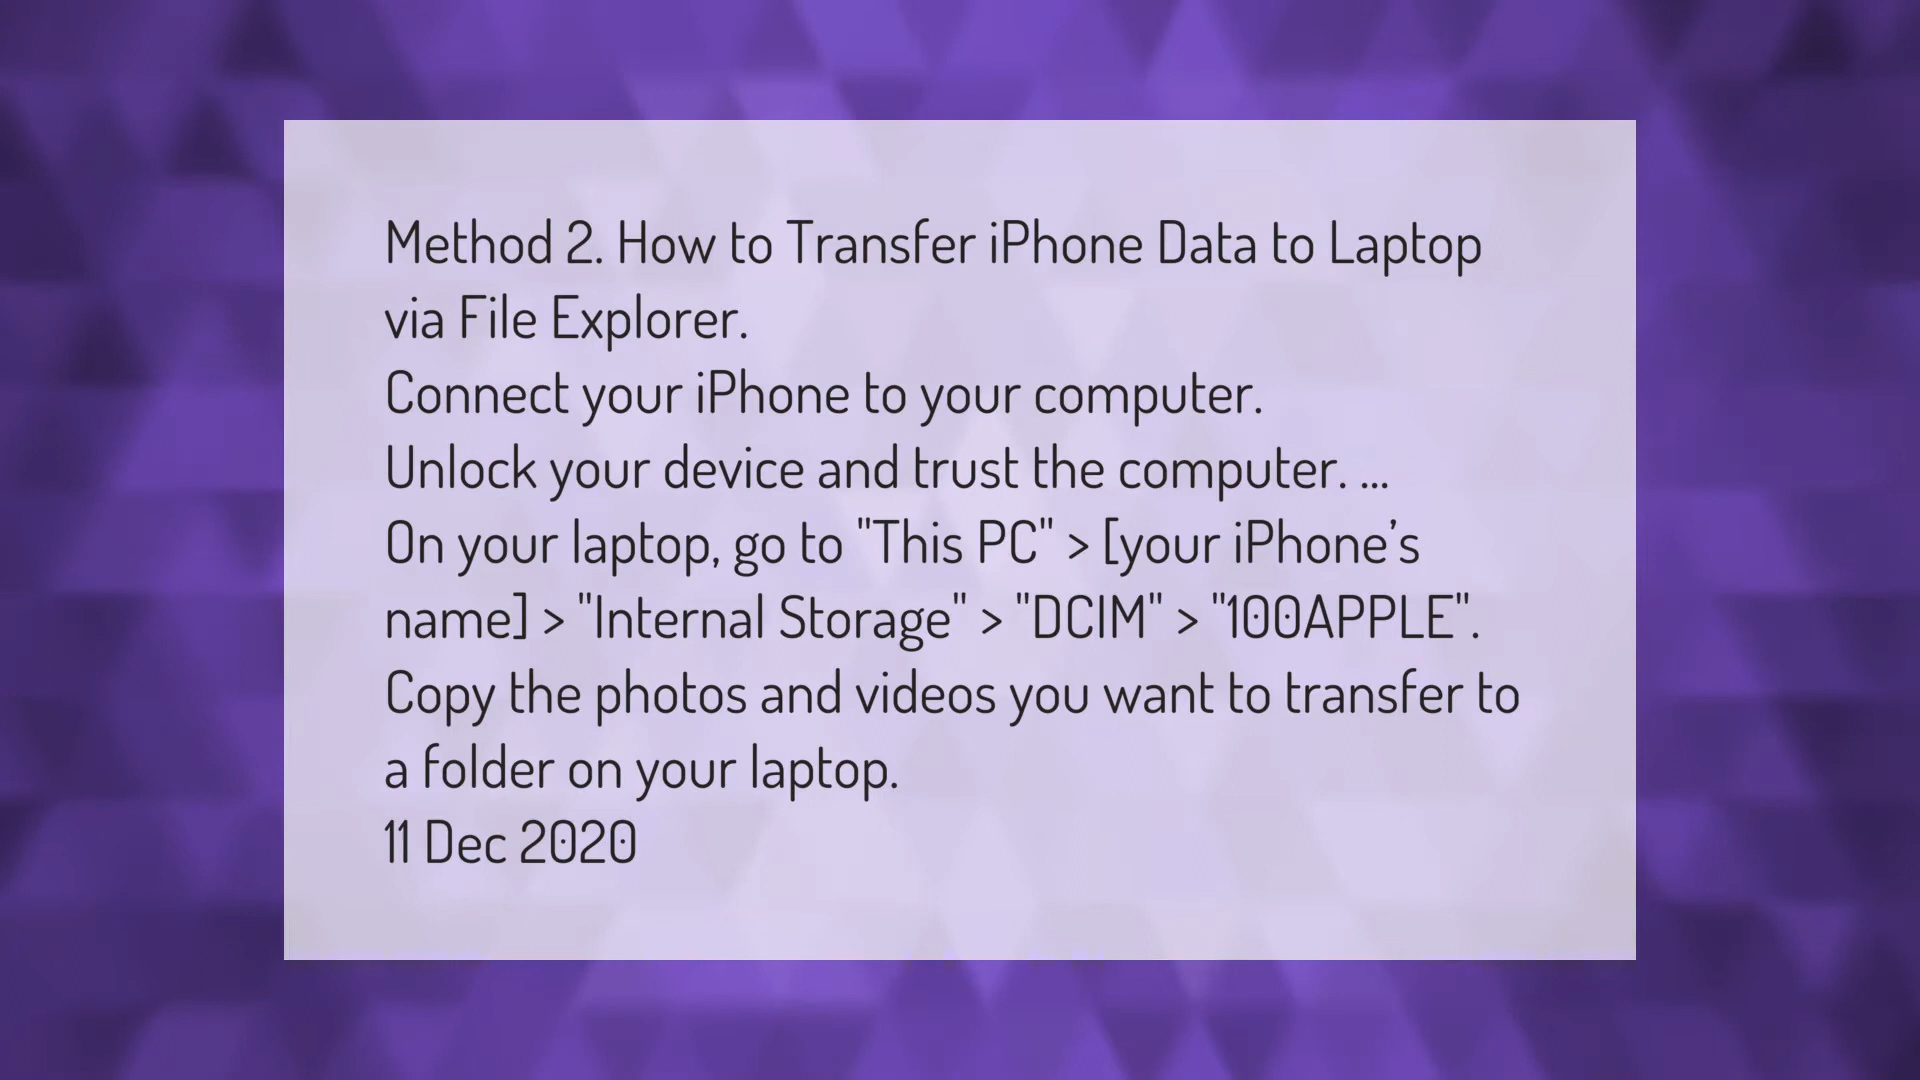 Method 2. How to Transfer iPhone Data to Laptop
via File Explorer.
Connect your iPhone to your computer.
Unlock your device and trust the computer. ...
On your laptop, go to "This PC" > [your iPhone’s
name] > "Internal Storage" > "DCIM" > "100APPLE".
Copy the photos and videos you want to transfer to
a folder on your laptop.
11 Dec 2020